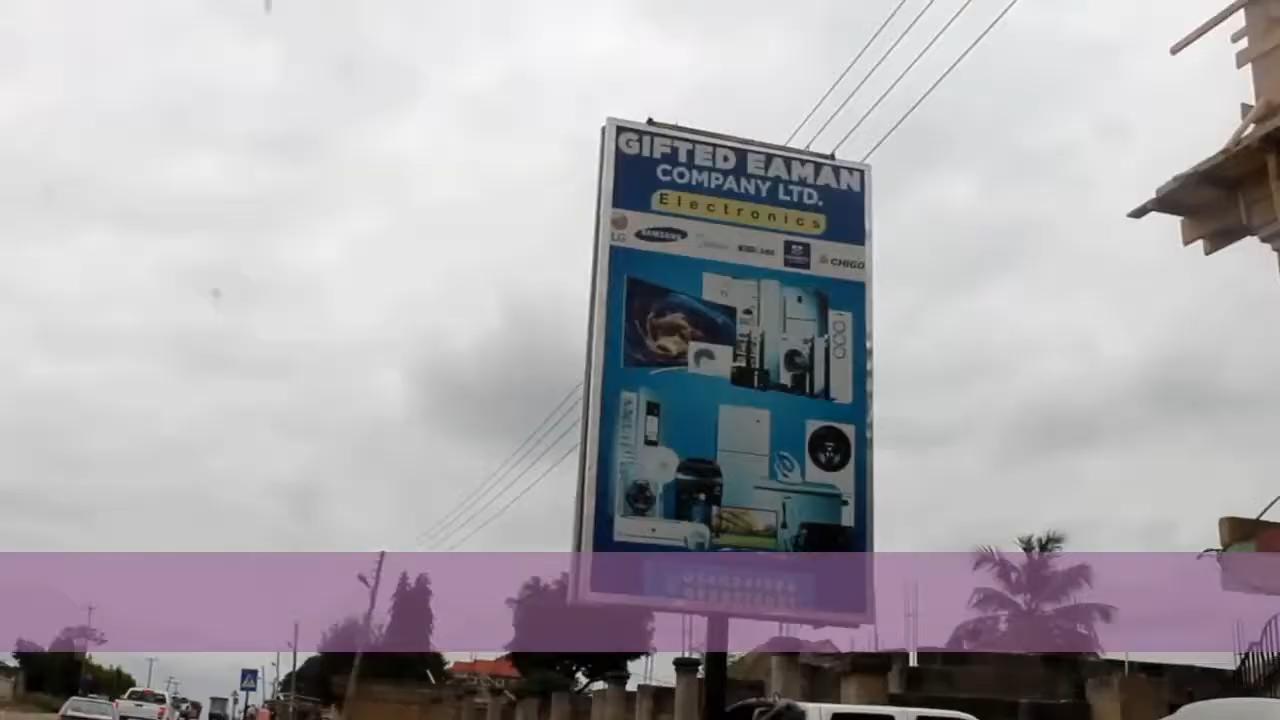 GIFTED EAMAN
COMPANY LTD.
Electronics
LG SAMSUNG CHIGO